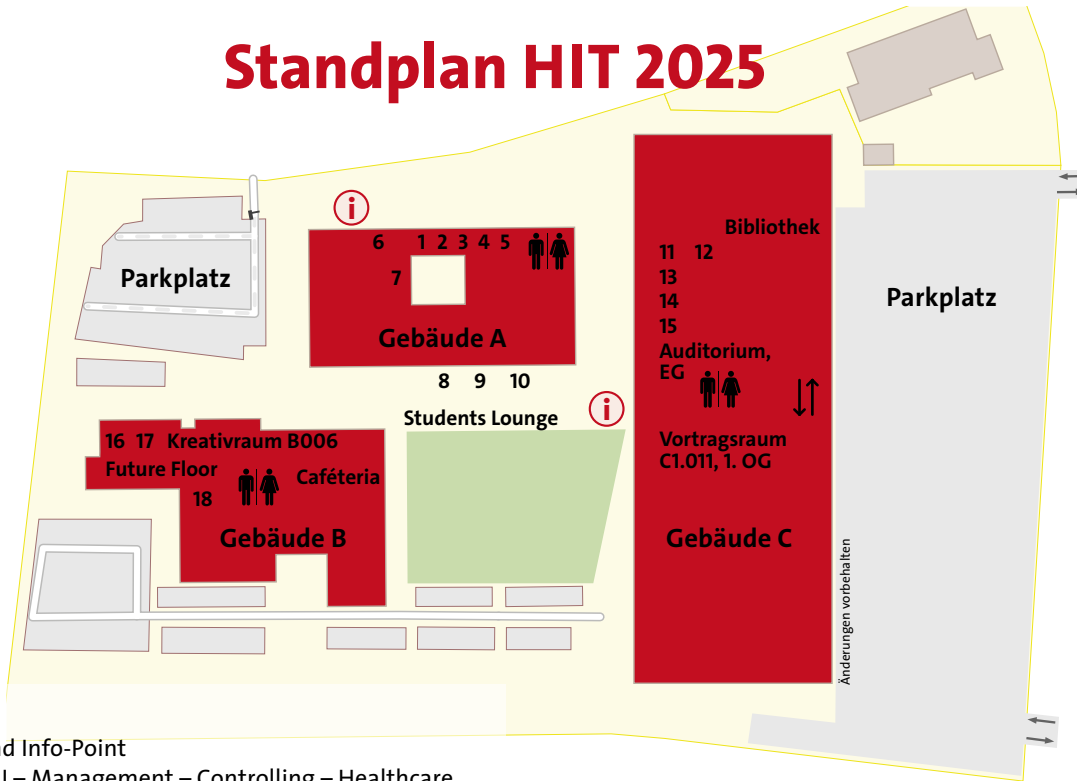 Standplan HIT 2025
i
Bibliothek
6 1 2 3 4 5
11 12
7
13
Parkplatz
14
Parkplatz
15
Gebäude A
Auditorium,
EG
8 9 10
i
Students Lounge
16 17 Kreativraum B006
Vortragsraum
C1.011, 1. OG
Future Floor
Caféteria
18
Gebäude B
Gebäude C
Änderungen vorbehalten
Info-Point
– Management – Controlling – Healthcare